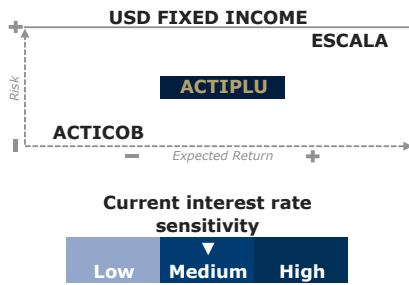 USD FIXED INCOME
+
ESCALA
Risk
ACTIPLU
ACTICOB
− Expected Return +
Current interest rate
sensitivity
▼
Low Medium High